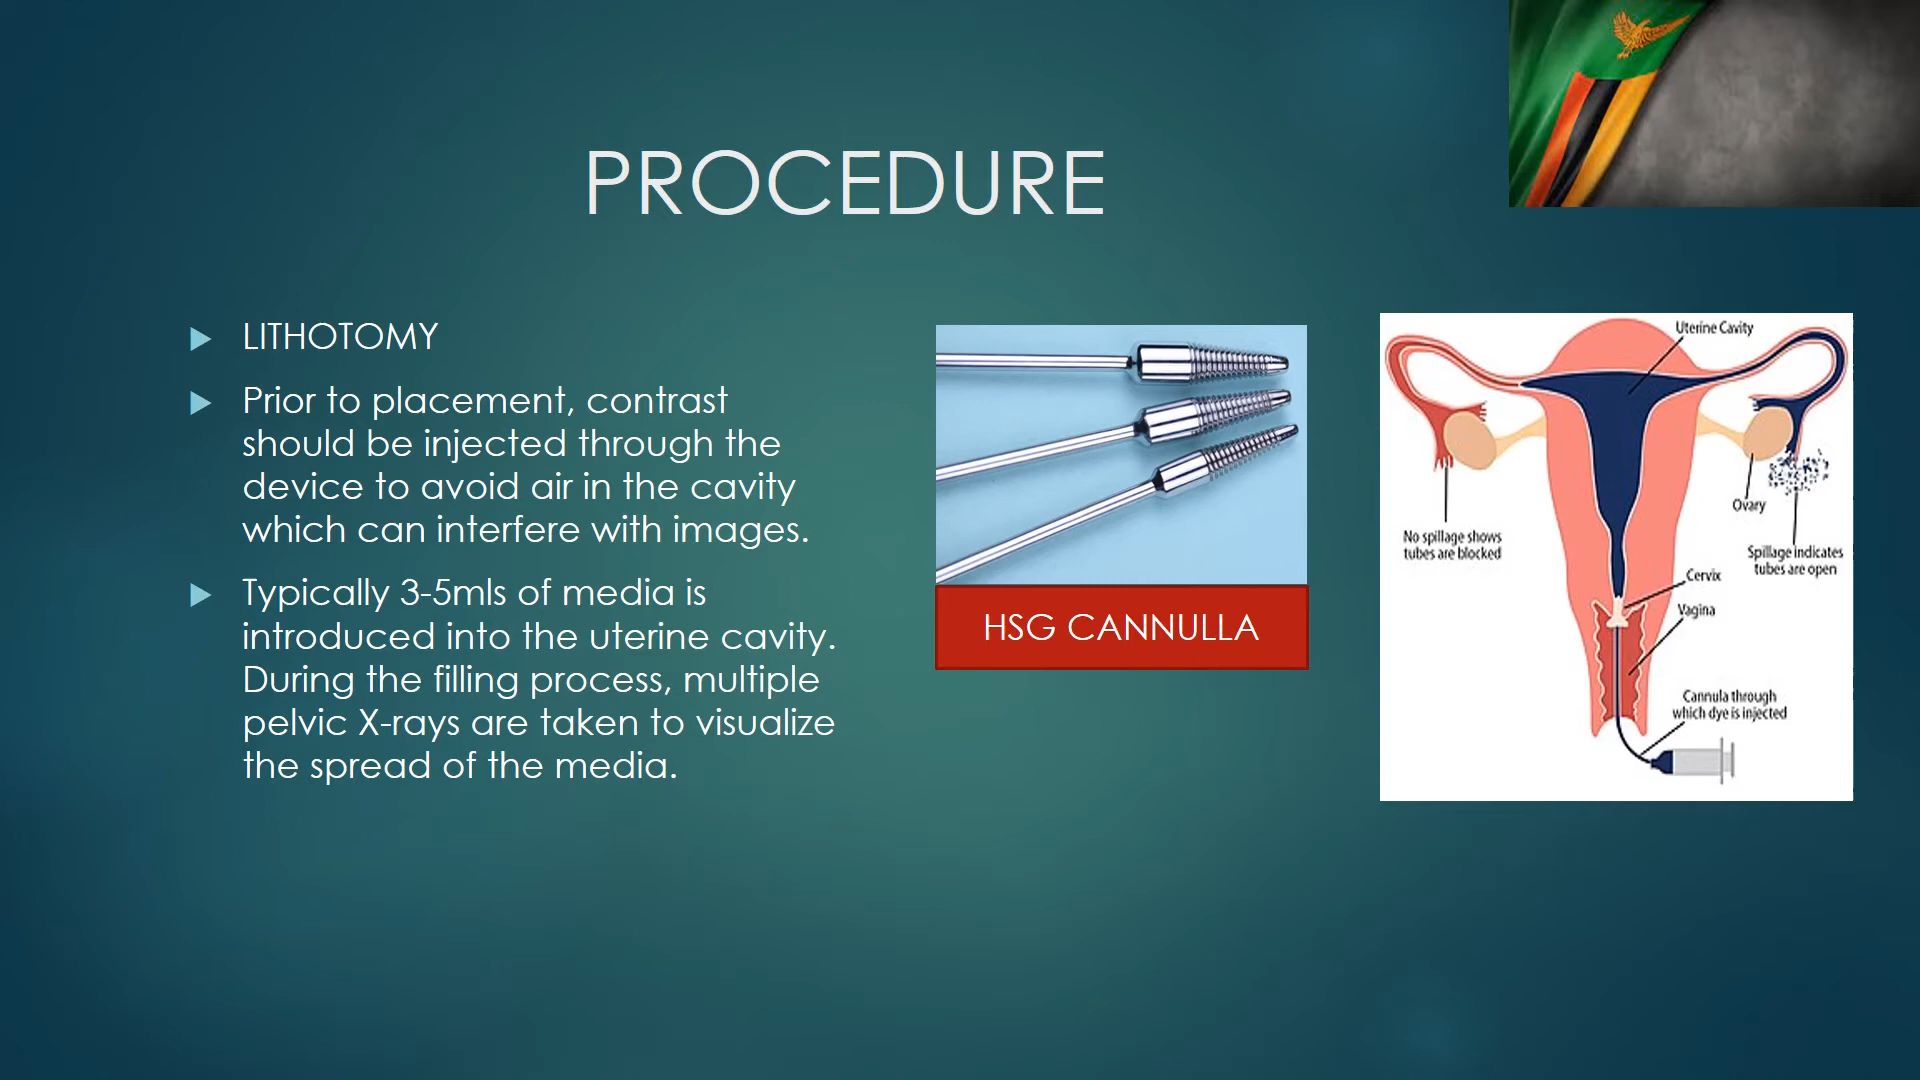 PROCEDURE
LITHOTOMY
Prior to placement, contrast
should be injected through the
device to avoid air in the cavity
which can interfere with images.
Typically 3-5mls of media is
introduced into the uterine cavity.
During the filling process, multiple
pelvic X-rays are taken to visualize
the spread of the media.
HSG CANNULLA
Uterine Cavity
Ovary
No spillage shows
tubes are blocked
Spillage indicates
tubes are open
Cervix
Vagina
Cannula through
which dye is injected